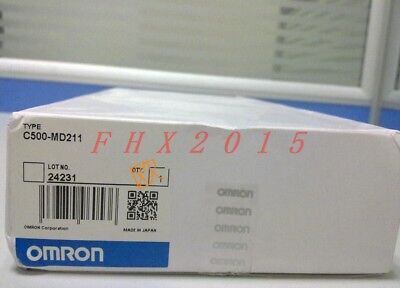 TYPE
C500-MD211
FHX2015
LOT NO.
QTY.
24231
1
OMRON Corporation
MADE IN JAPAN
OMRON
OMRON
OMRON
OMRON
OMRON
OMRON